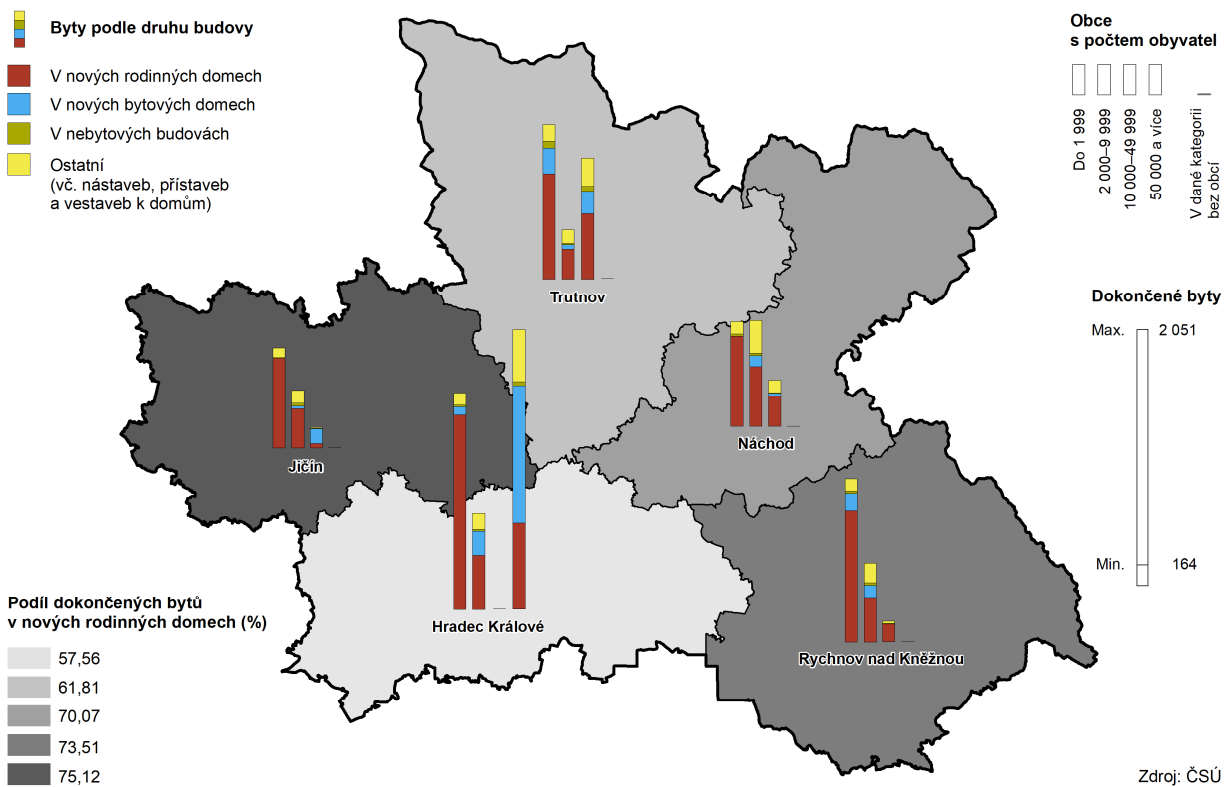 Byty podle druhu budovy
V nových rodinných domech
V nových bytových domech
V nebytových budovách
Ostatní
(vč. nástaveb, přístaveb
a vestaveb k domům)
Obce
s počtem obyvatel
Do 1 999
2 000–9 999
10 000–49 999
50 000 a více
V dané kategorii
bez obcí
Dokončené byty
Max. 2 051
Min. 164
Trutnov
Náchod
Jičín
Hradec Králové
Rychnov nad Kněžnou
Podíl dokončených bytů
v nových rodinných domech (%)
57,56
61,81
70,07
73,51
75,12
Zdroj: ČSÚ